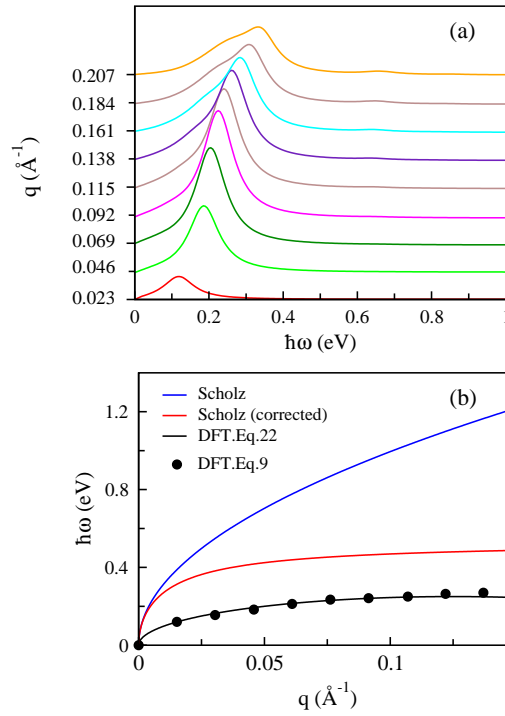 (a)
0.207
0.184
0.161
0.138
0.115
0.092
0.069
0.046
0.023
q (Å⁻¹)
0 0.2 0.4 0.6 0.8 1
ħω (eV)
(b)
Scholz
Scholz (corrected)
DFT.Eq.22
DFT.Eq.9
1.2
0.8
0.4
0
ħω (eV)
0 0.05 0.1
q (Å⁻¹)